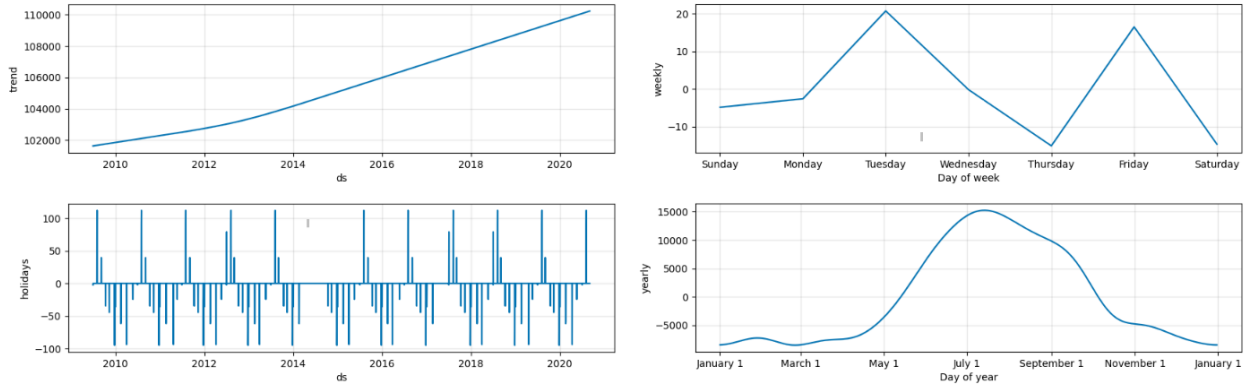 110000
108000
106000
104000
102000
trend
2010 2012 2014 2016 2018 2020
ds
20
10
0
−10
weekly
Sunday Monday Tuesday Wednesday Thursday Friday Saturday
Day of week
100
50
0
−50
−100
holidays
2010 2012 2014 2016 2018 2020
ds
15000
10000
5000
0
−5000
yearly
January 1 March 1 May 1 July 1 September 1 November 1 January 1
Day of year